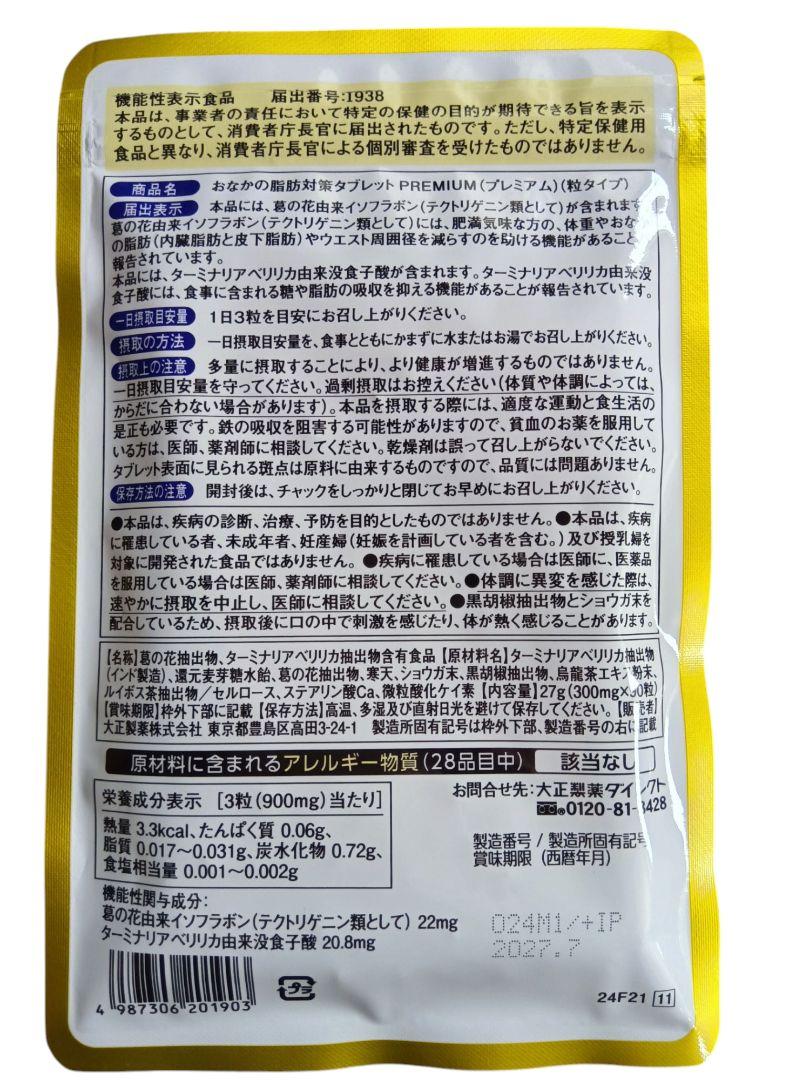 機能性表示食品 届出番号:I938
本品は、事業者の責任において特定の保健の目的が期待できる旨を表示
するものとして、消費者庁長官に届出されたものです。ただし、特定保健用
食品と異なり、消費者庁長官による個別審査を受けたものではありません。
商品名 おなかの脂肪対策タブレット PREMIUM(プレミアム)(粒タイプ)
届出表示 本品には、葛の花由来イソフラボン(テクトリゲニン類として)が含まれます
葛の花由来イソフラボン(テクトリゲニン類として)には、肥満気味な方の、体重やおな
の脂肪(内臓脂肪と皮下脂肪)やウエスト周囲径を減らすのを助ける機能があること
報告されています。
本品には、ターミナリアベリリカ由来没食子酸が含まれます。ターミナリアベリリカ由来没
食子酸には、食事に含まれる糖や脂肪の吸収を抑える機能があることが報告されています。
一日摂取目安量 1日3粒を目安にお召し上がりください。
摂取の方法 一日摂取目安量を、食事とともにかまずに水またはお湯でお召し上がりください。
摂取上の注意 多量に摂取することにより、より健康が増進するものではありません。
一日摂取目安量を守ってください。過剰摂取はお控えください(体質や体調によっては、
からだに合わない場合があります)。本品を摂取する際には、適度な運動と食生活の
是正も必要です。鉄の吸収を阻害する可能性がありますので、貧血のお薬を服用して
いる方は、医師、薬剤師に相談してください。乾燥剤は誤って召し上がらないでください。
タブレット表面に見られる斑点は原料に由来するものですので、品質には問題ありません。
保存方法の注意 開封後は、チャックをしっかりと閉じてお早めにお召し上がりください。
●本品は、疾病の診断、治療、予防を目的としたものではありません。●本品は、疾病
に罹患している者、未成年者、妊産婦(妊娠を計画している者を含む。)及び授乳婦を
対象に開発された食品ではありません。●疾病に罹患している場合は医師に、医薬品
を服用している場合は医師、薬剤師に相談してください。●体調に異変を感じた際は、
速やかに摂取を中止し、医師に相談してください。●黒胡椒抽出物とショウガ末を
配合しているため、摂取後に口の中で刺激を感じたり、体が熱く感じることがあります。
【名称】葛の花抽出物、ターミナリアベリリカ抽出物含有食品【原材料名】ターミナリアベリリカ抽出物
(インド製造)、還元麦芽糖水飴、葛の花抽出物、寒天、ショウガ末、黒胡椒抽出物、烏龍茶エキス粉末、
ルイボス茶抽出物/セルロース、ステアリン酸Ca、微粒酸化ケイ素【内容量】27g(300mg×90粒)
【賞味期限】枠外下部に記載【保存方法】高温、多湿及び直射日光を避けて保存してください。【販売者】
大正製薬株式会社 東京都豊島区高田3-24-1 製造所固有記号は枠外下部、製造番号の右に記載
原材料に含まれるアレルギー物質(28品目中) 該当なし
栄養成分表示 [3粒(900mg)当たり]
熱量 3.3kcal、たんぱく質 0.06g、
脂質 0.017〜0.031g、炭水化物 0.72g、
食塩相当量 0.001〜0.002g
お問合せ先:大正製薬ダイレクト
0120-81-8428
製造番号 / 製造所固有記号
賞味期限 (西暦年月)
機能性関与成分:
葛の花由来イソフラボン(テクトリゲニン類として) 22mg
ターミナリアベリリカ由来没食子酸 20.8mg
024M1/+IP
2027.7
4 987306 201903
プラ
24F21 11